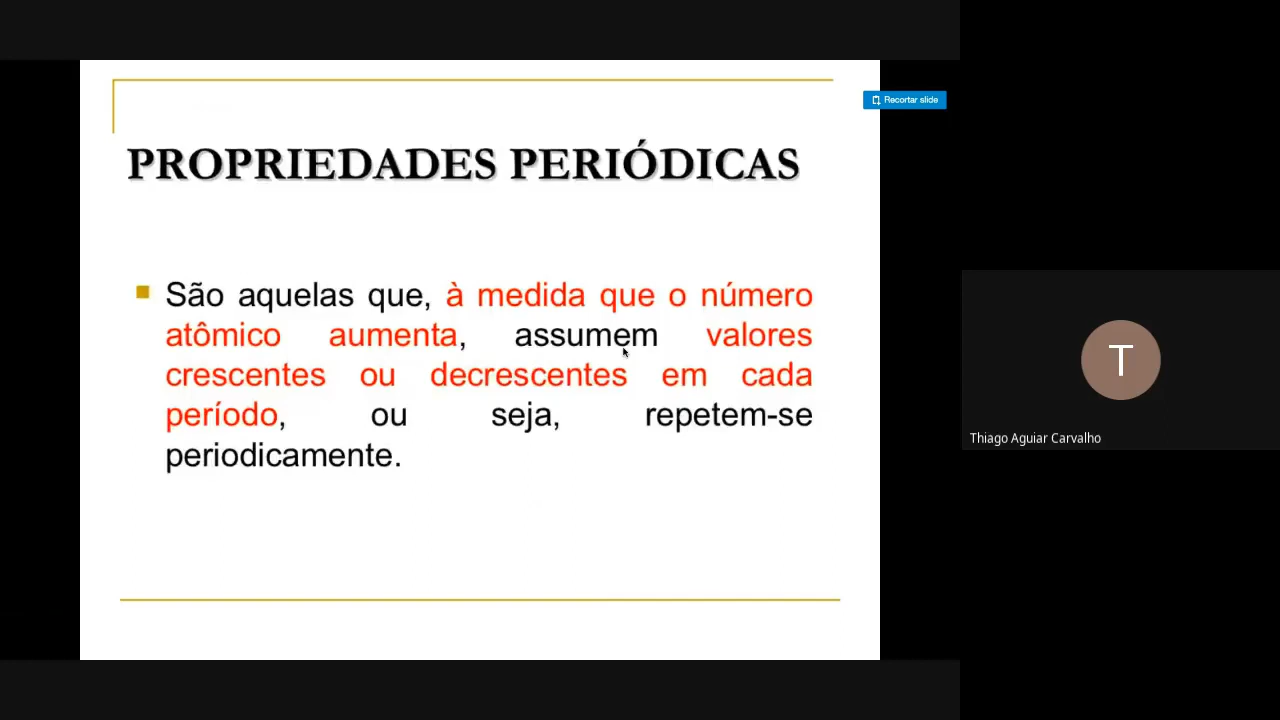 Recortar slide
PROPRIEDADES PERIÓDICAS
São aquelas que, à medida que o número
atômico aumenta, assumem valores
crescentes ou decrescentes em cada
período, ou seja, repetem-se
periodicamente.
T
Thiago Aguiar Carvalho